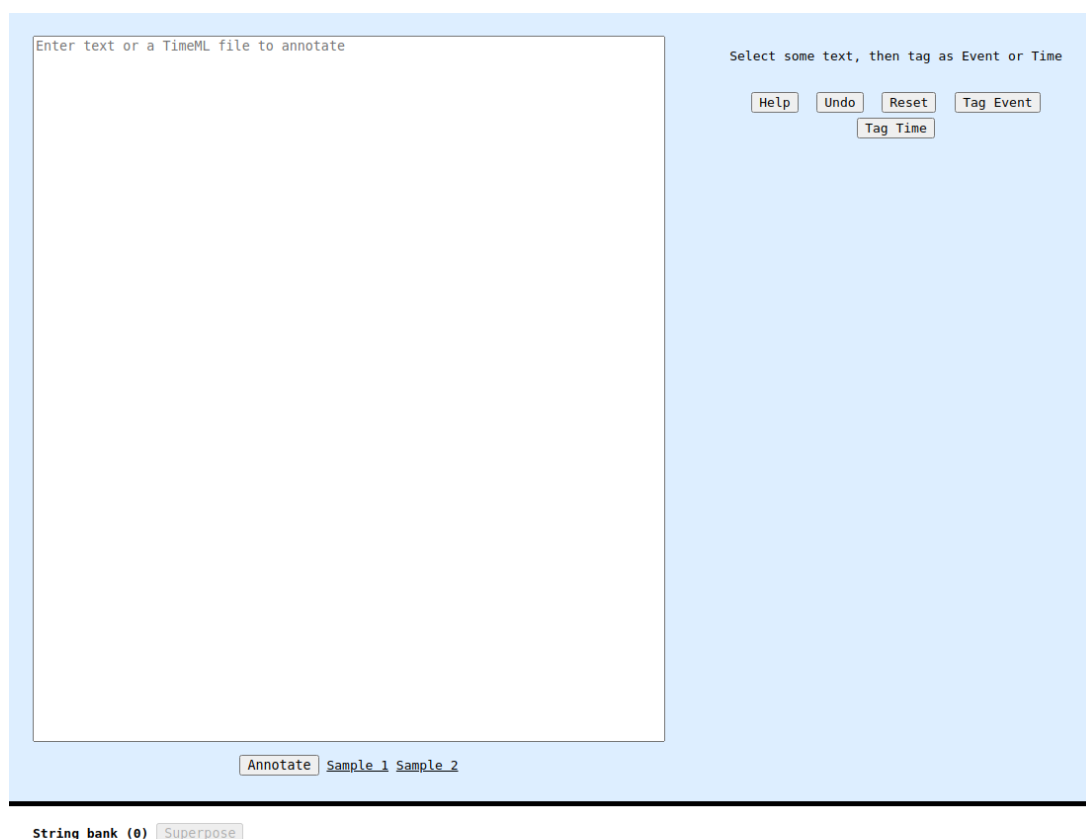 Enter text or a TimeML file to annotate
Select some text, then tag as Event or Time
Help Undo Reset Tag Event
Tag Time
Annotate Sample 1 Sample 2
String bank (0) Superpose